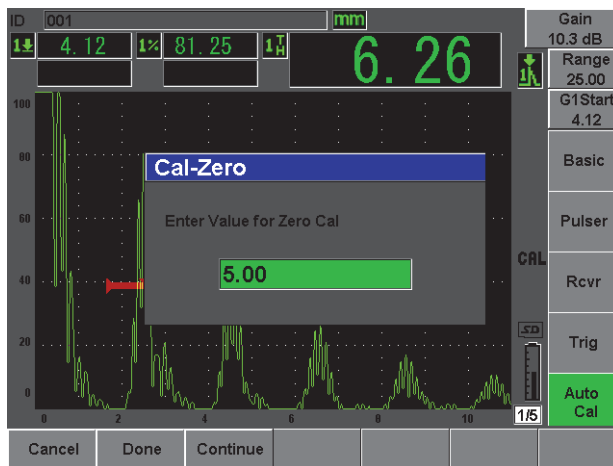 ID 001 mm
4.12 1% 81.25 1 T H 6.26
Gain
10.3 dB
Range
25.00
G1Start
4.12
Basic
Pulser
Rcvr
Trig
Auto
Cal
CAL
SD
1/5
100
80
60
40
20
0
0 2 6 8 10
Cal-Zero
Enter Value for Zero Cal
5.00
Cancel Done Continue